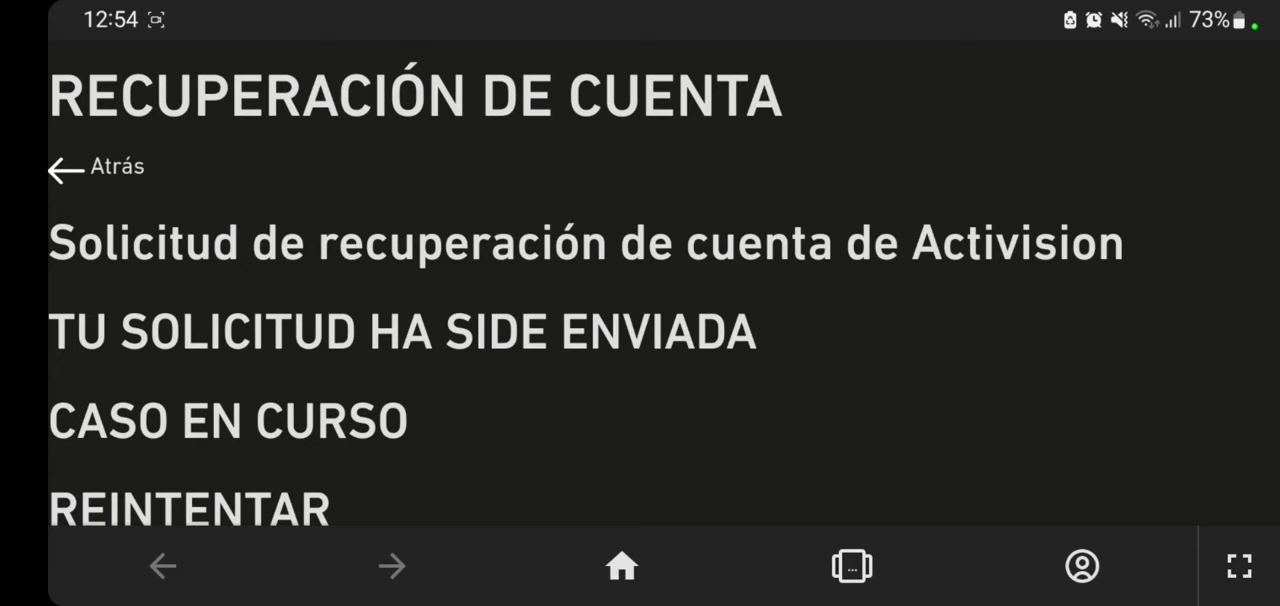 12:54
73%
RECUPERACIÓN DE CUENTA
Atrás
Solicitud de recuperación de cuenta de Activision
TU SOLICITUD HA SIDE ENVIADA
CASO EN CURSO
REINTENTAR